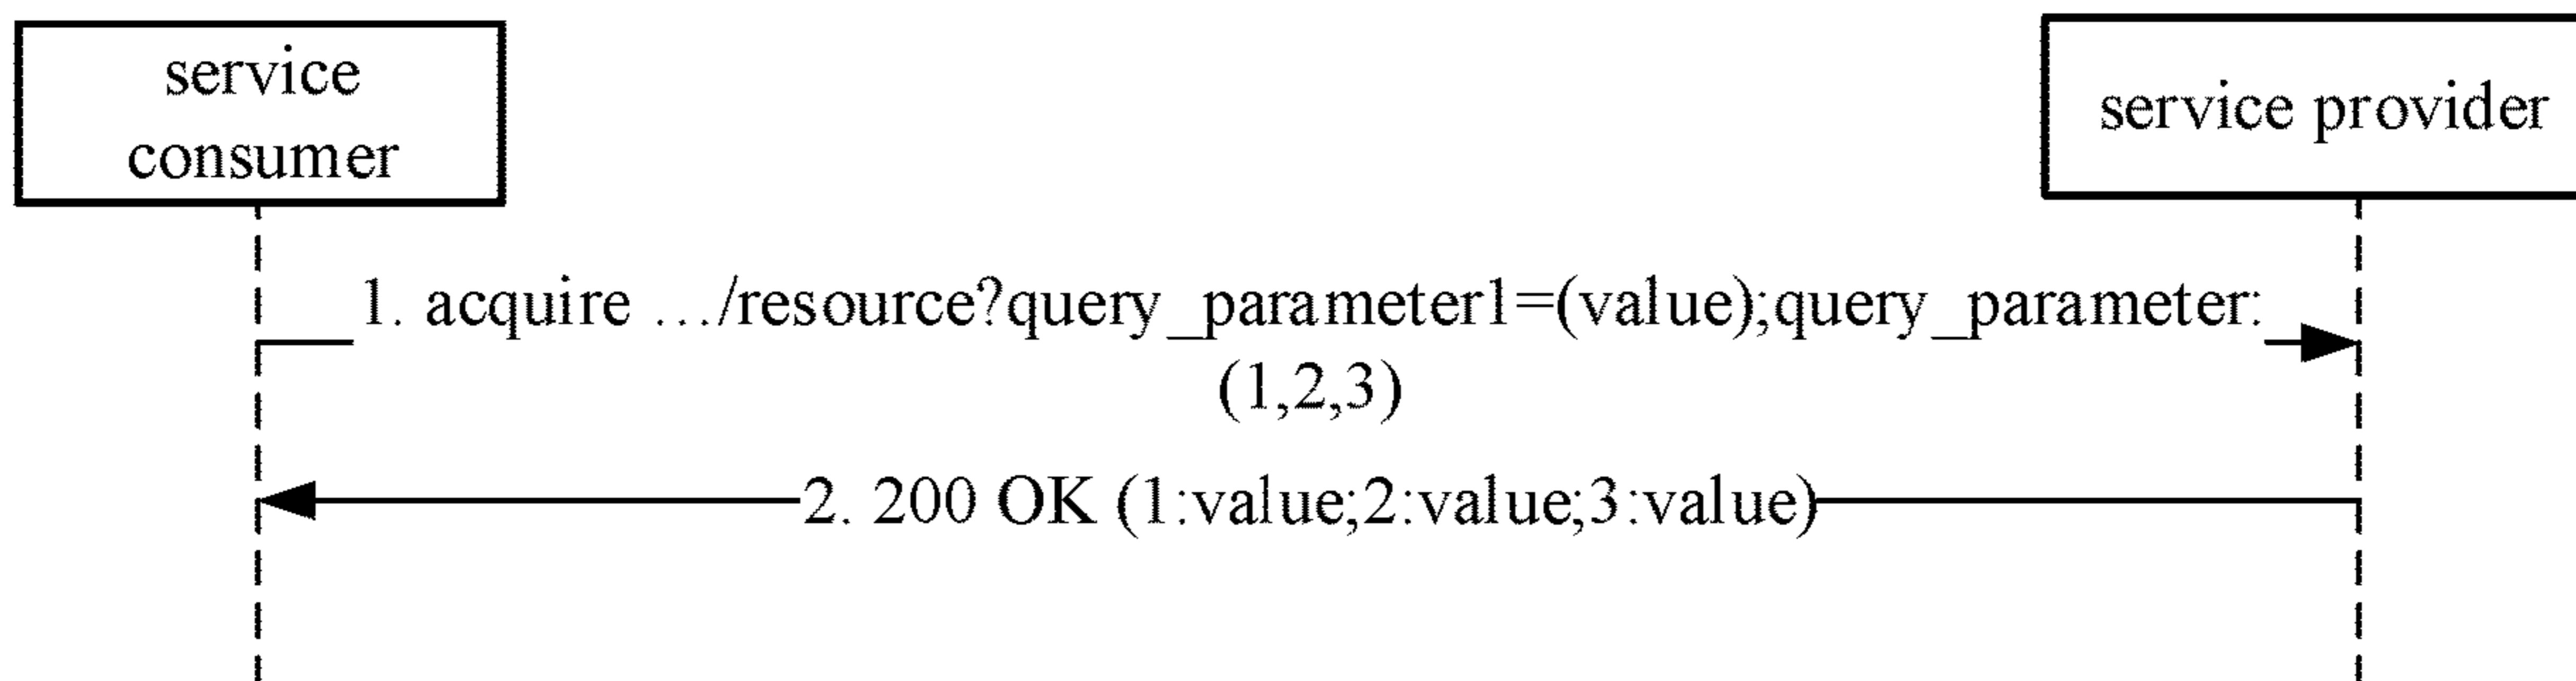 service
consumer
service provider
1. acquire …/resource?query_parameter1=(value);query_parameter:
(1,2,3)
2. 200 OK (1:value;2:value;3:value)